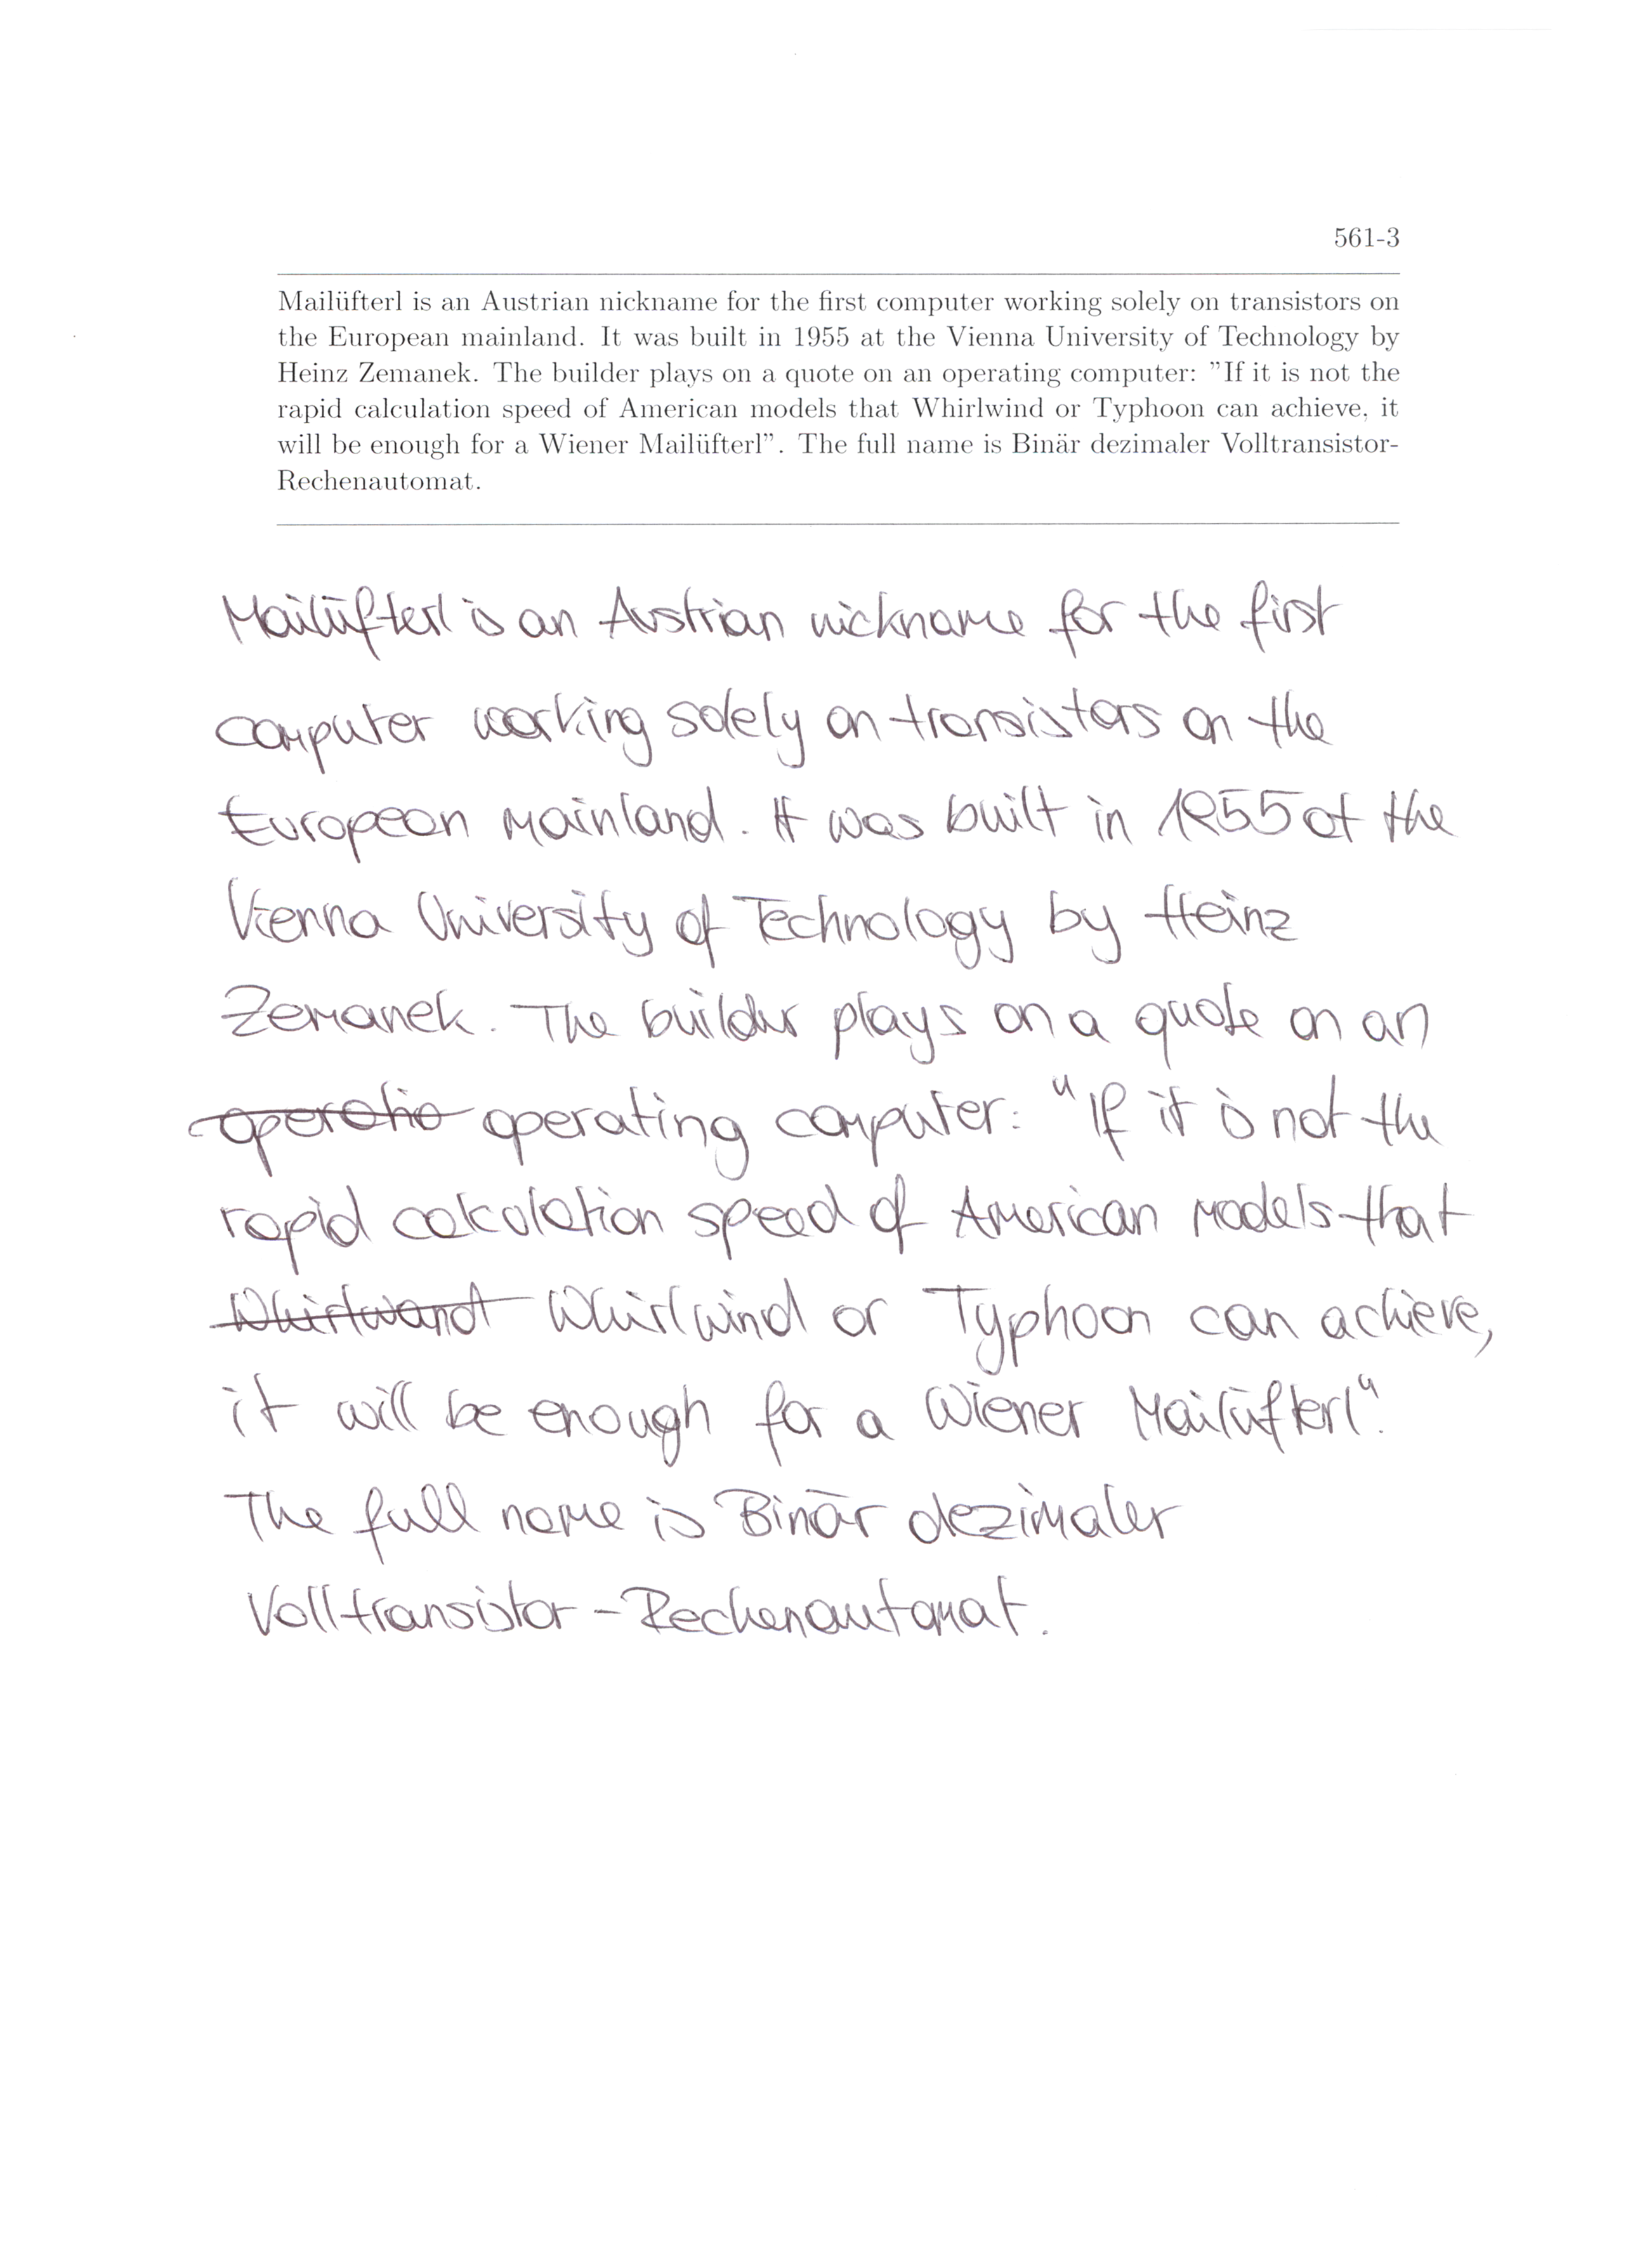 561-3
Mailüfterl is an Austrian nickname for the first computer working solely on transistors on
the European mainland. It was built in 1955 at the Vienna University of Technology by
Heinz Zemanek. The builder plays on a quote on an operating computer: ”If it is not the
rapid calculation speed of American models that Whirlwind or Typhoon can achieve, it
will be enough for a Wiener Mailüfterl”. The full name is Binär dezimaler Volltransistor-
Rechenautomat.
Mailüfterl is an Austrian nickname for the first
computer working solely on transistors on the
European mainland. It was built in 1955 at the
Vienna University of Technology by Heinz
Zemanek. The builder plays on a quote on an
operatio operating computer: "If it is not the
rapid calculation speed of American models that
Whirlwand Whirlwind or Typhoon can achieve,
it will be enough for a Wiener Mailüfterl".
The full name is Binär dezimaler
Volltransistor-Rechenautomat.